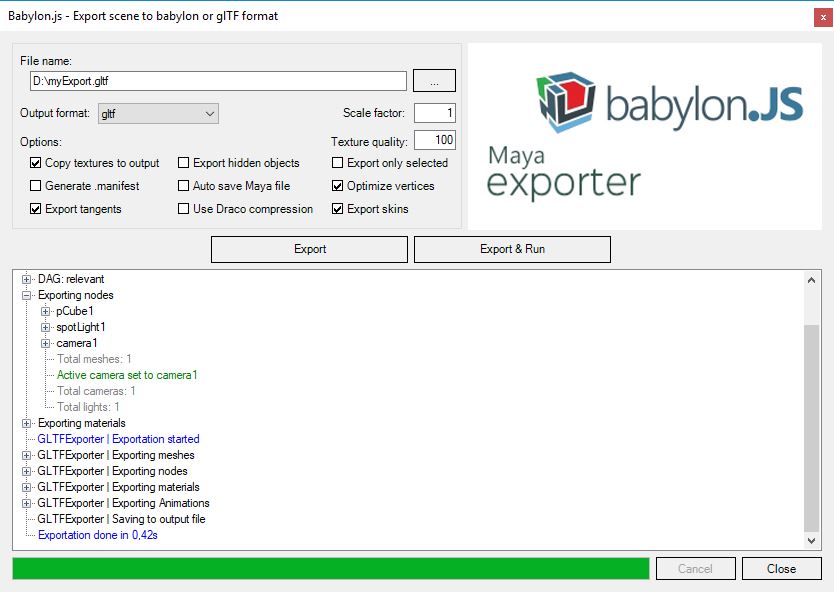 Babylon.js - Export scene to babylon or glTF format
x
File name:
D:\myExport.gltf
...
Output format: gltf
Scale factor: 1
Options:
Texture quality: 100
Copy textures to output
Export hidden objects
Export only selected
Generate .manifest
Auto save Maya file
Optimize vertices
Export tangents
Use Draco compression
Export skins
babylon.JS
Maya
exporter
Export
Export & Run
DAG: relevant
Exporting nodes
pCube1
spotLight1
camera1
Total meshes: 1
Active camera set to camera1
Total cameras: 1
Total lights: 1
Exporting materials
GLTFExporter | Exportation started
GLTFExporter | Exporting meshes
GLTFExporter | Exporting nodes
GLTFExporter | Exporting materials
GLTFExporter | Exporting Animations
GLTFExporter | Saving to output file
Exportation done in 0,42s
Cancel
Close